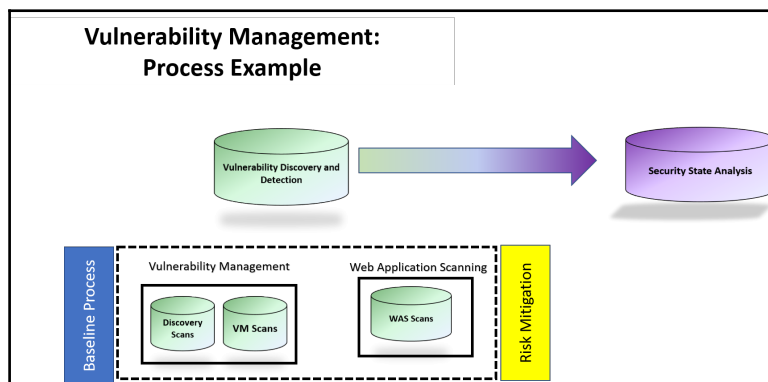 Vulnerability Management:
Process Example
Vulnerability Discovery and
Detection
Security State Analysis
Baseline Process
Vulnerability Management
Discovery
Scans
VM Scans
Web Application Scanning
WAS Scans
Risk Mitigation